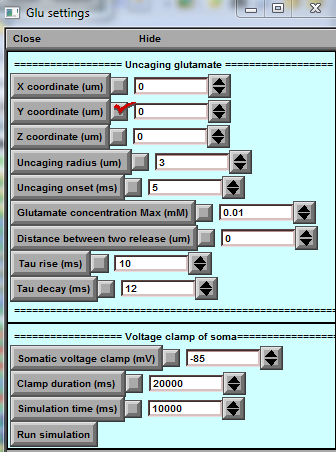 Glu settings
Close Hide
Uncaging glutamate
X coordinate (um) 0
Y coordinate (um) 0
Z coordinate (um) 0
Uncaging radius (um) 3
Uncaging onset (ms) 5
Glutamate concentration Max (mM) 0.01
Distance between two release (um) 0
Tau rise (ms) 10
Tau decay (ms) 12
Voltage clamp of soma
Somatic voltage clamp (mV) -85
Clamp duration (ms) 20000
Simulation time (ms) 10000
Run simulation